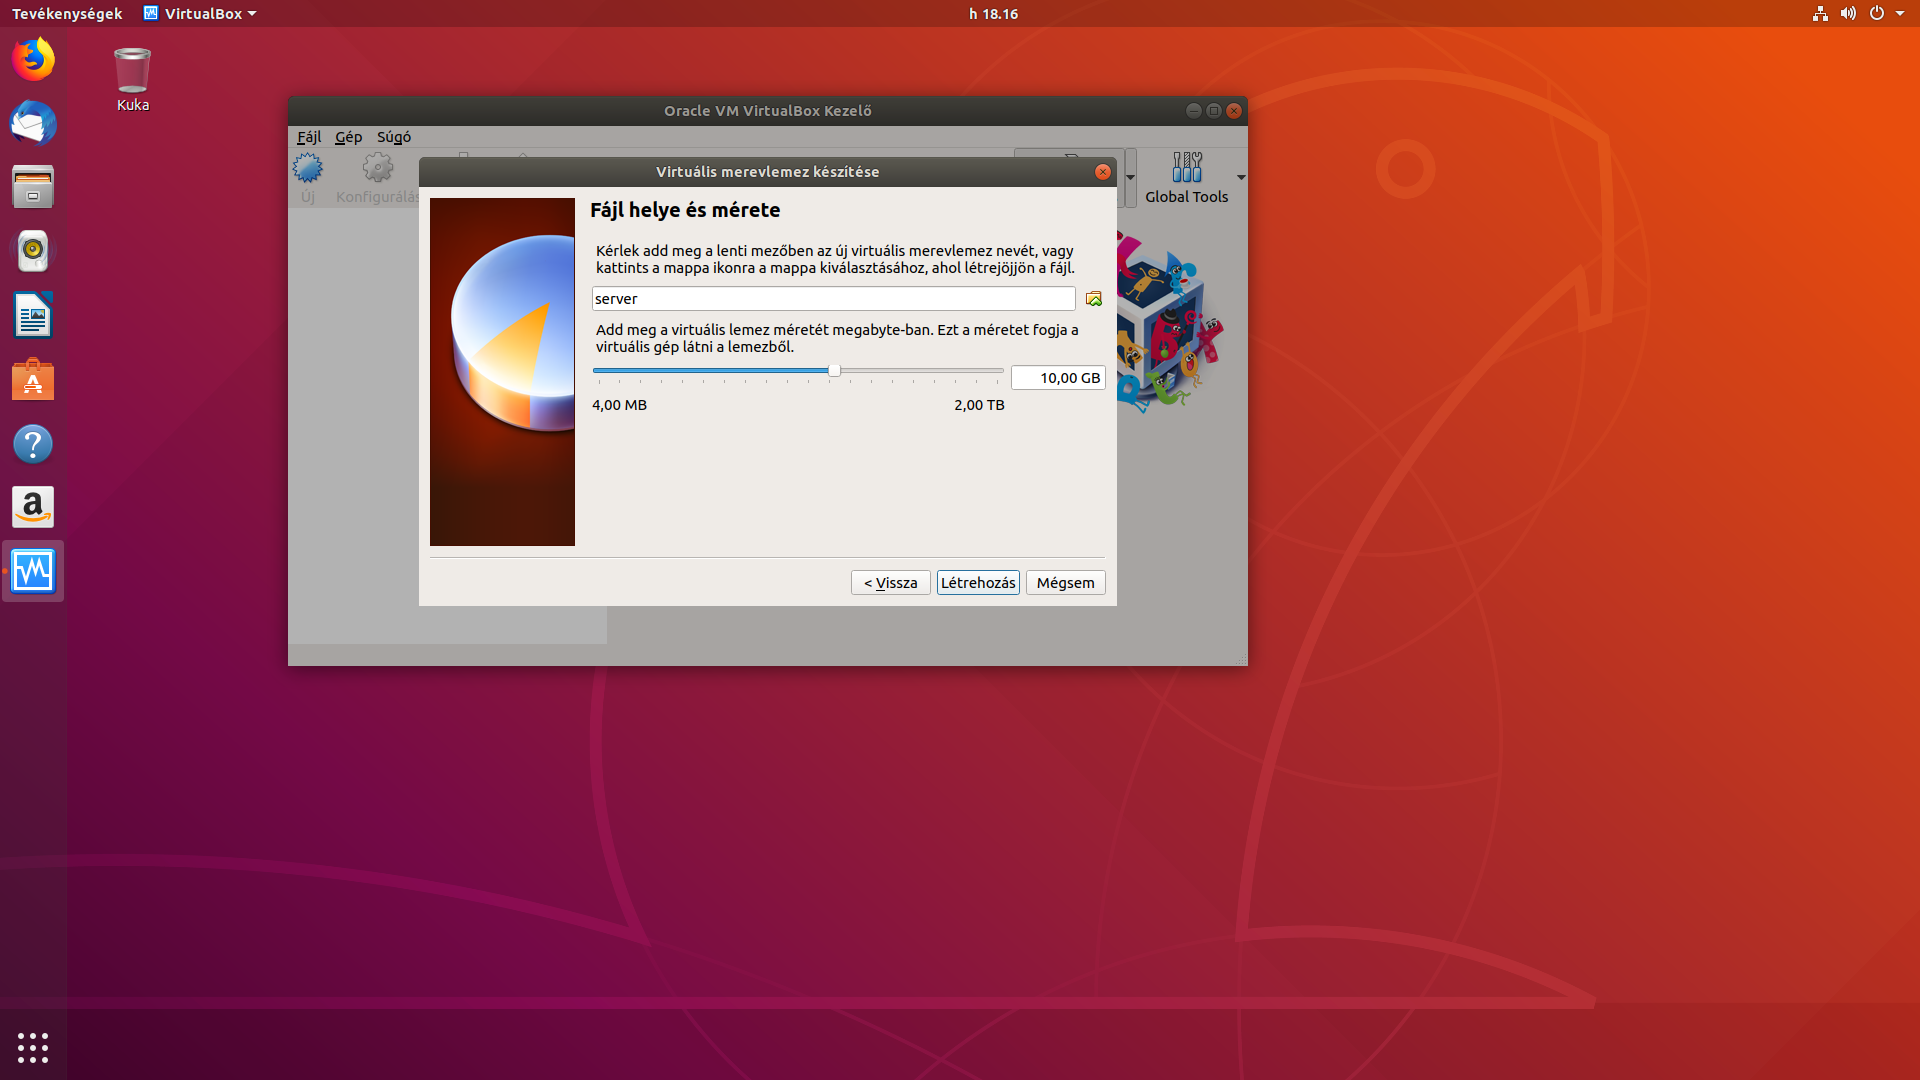 Tevékenységek VirtualBox h 18.16
Kuka
Oracle VM VirtualBox Kezelő
Fájl Gép Súgó
Új Konfigurálás Global Tools
Virtuális merevlemez készítése
Fájl helye és mérete
Kérlek add meg a lenti mezőben az új virtuális merevlemez nevét, vagy
kattints a mappa ikonra a mappa kiválasztásához, ahol létrejöjjön a fájl.
server
Add meg a virtuális lemez méretét megabyte-ban. Ezt a méretet fogja a
virtuális gép látni a lemezből.
10,00 GB
4,00 MB 2,00 TB
< Vissza Létrehozás Mégsem